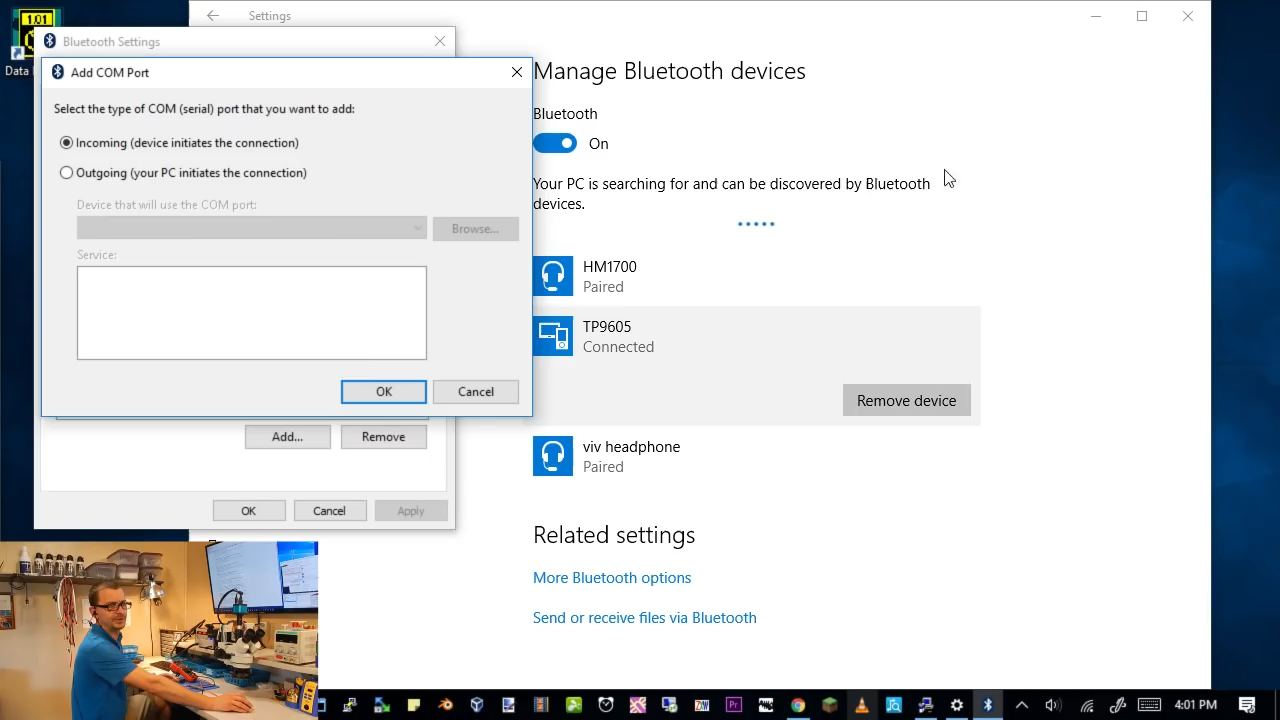 Settings
1.01
Data
Bluetooth Settings
Add COM Port
Select the type of COM (serial) port that you want to add:
Incoming (device initiates the connection)
Outgoing (your PC initiates the connection)
Device that will use the COM port:
Browse...
Service:
OK
Cancel
Add...
Remove
OK
Cancel
Apply
Manage Bluetooth devices
Bluetooth
On
Your PC is searching for and can be discovered by Bluetooth
devices.
HM1700
Paired
TP9605
Connected
Remove device
viv headphone
Paired
Related settings
More Bluetooth options
Send or receive files via Bluetooth
Pr
4:01 PM